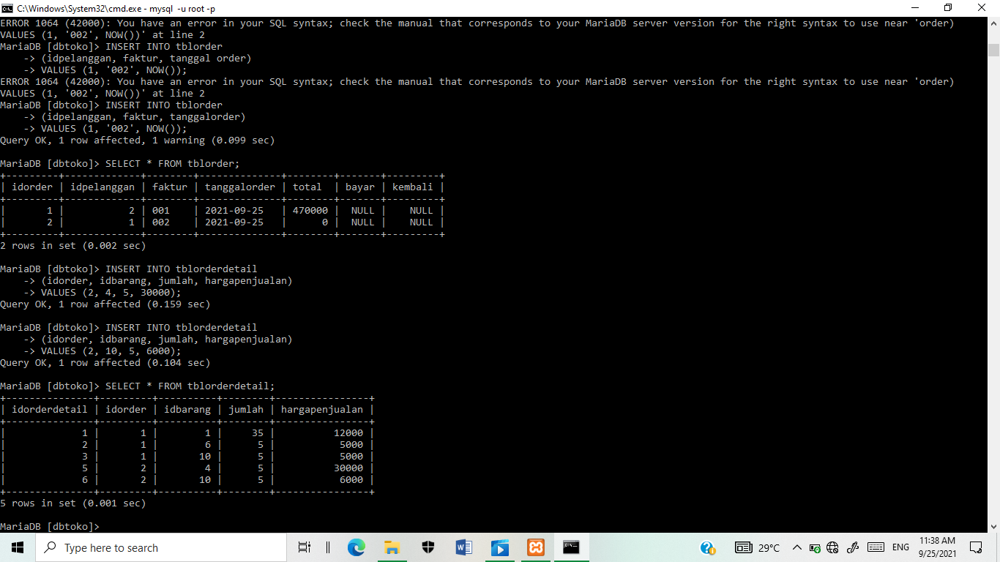 C:\Windows\System32\cmd.exe - mysql  -u root -p
ERROR 1064 (42000): You have an error in your SQL syntax; check the manual that corresponds to your MariaDB server version for the right syntax to use near 'order)
VALUES (1, '002', NOW())' at line 2
MariaDB [dbtoko]> INSERT INTO tblorder
    -> (idpelanggan, faktur, tanggal order)
    -> VALUES (1, '002', NOW());
ERROR 1064 (42000): You have an error in your SQL syntax; check the manual that corresponds to your MariaDB server version for the right syntax to use near 'order)
VALUES (1, '002', NOW())' at line 2
MariaDB [dbtoko]> INSERT INTO tblorder
    -> (idpelanggan, faktur, tanggalorder)
    -> VALUES (1, '002', NOW());
Query OK, 1 row affected, 1 warning (0.099 sec)
MariaDB [dbtoko]> SELECT * FROM tblorder;
+---------+-------------+--------+--------------+--------+-------+---------+
| idorder | idpelanggan | faktur | tanggalorder | total  | bayar | kembali |
+---------+-------------+--------+--------------+--------+-------+---------+
|       1 |           2 | 001    | 2021-09-25   | 470000 |  NULL |    NULL |
|       2 |           1 | 002    | 2021-09-25   |      0 |  NULL |    NULL |
+---------+-------------+--------+--------------+--------+-------+---------+
2 rows in set (0.002 sec)
MariaDB [dbtoko]> INSERT INTO tblorderdetail
    -> (idorder, idbarang, jumlah, hargapenjualan)
    -> VALUES (2, 4, 5, 30000);
Query OK, 1 row affected (0.159 sec)
MariaDB [dbtoko]> INSERT INTO tblorderdetail
    -> (idorder, idbarang, jumlah, hargapenjualan)
    -> VALUES (2, 10, 5, 6000);
Query OK, 1 row affected (0.104 sec)
MariaDB [dbtoko]> SELECT * FROM tblorderdetail;
+---------------+---------+----------+--------+----------------+
| idorderdetail | idorder | idbarang | jumlah | hargapenjualan |
+---------------+---------+----------+--------+----------------+
|             1 |       1 |        1 |     35 |          12000 |
|             2 |       1 |        6 |      5 |           5000 |
|             3 |       1 |       10 |      5 |           5000 |
|             5 |       2 |        4 |      5 |          30000 |
|             6 |       2 |       10 |      5 |           6000 |
+---------------+---------+----------+--------+----------------+
5 rows in set (0.001 sec)
MariaDB [dbtoko]>
Type here to search
29°C
ENG
11:38 AM
9/25/2021